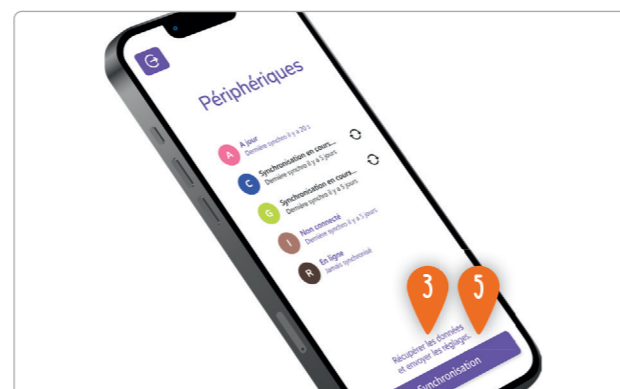 Périphériques
A
À jour
Dernière synchro il y a 20 s
C
Synchronisation en cours...
Dernière synchro il y a 5 jours
G
Synchronisation en cours...
Dernière synchro il y a 5 jours
I
Non connecté
Dernière synchro il y a 5 jours
R
En ligne
Jamais synchronisé
3
5
Récupérer les données
et envoyer les réglages.
Synchronisation